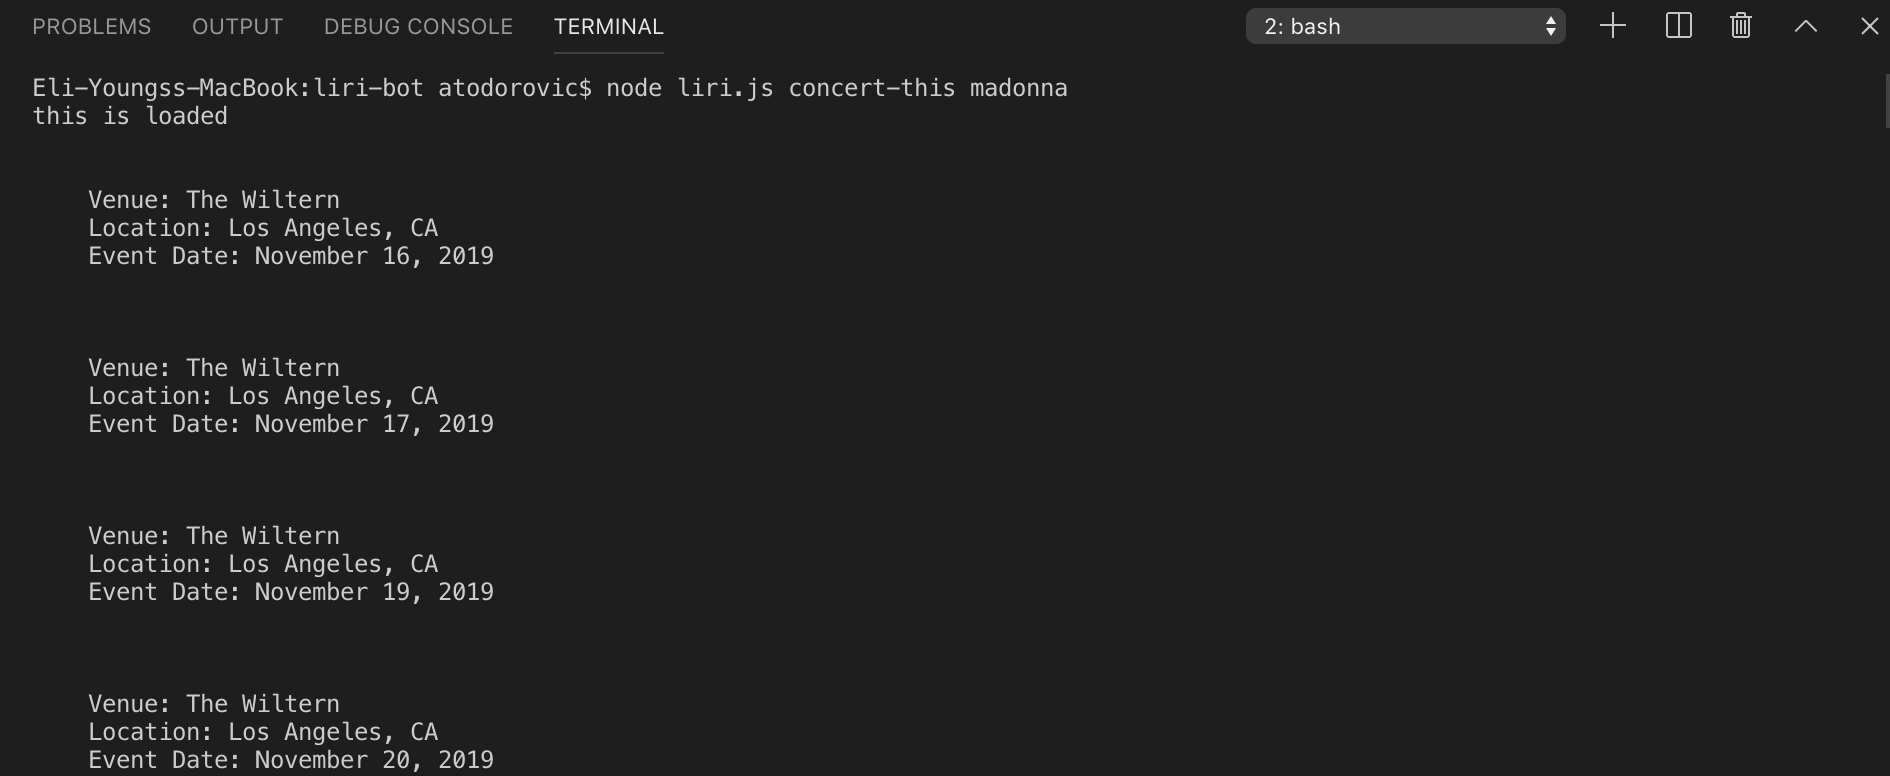 PROBLEMS OUTPUT DEBUG CONSOLE TERMINAL 2: bash
Eli-Youngss-MacBook:liri-bot atodorovic$ node liri.js concert-this madonna
this is loaded
Venue: The Wiltern
Location: Los Angeles, CA
Event Date: November 16, 2019
Venue: The Wiltern
Location: Los Angeles, CA
Event Date: November 17, 2019
Venue: The Wiltern
Location: Los Angeles, CA
Event Date: November 19, 2019
Venue: The Wiltern
Location: Los Angeles, CA
Event Date: November 20, 2019